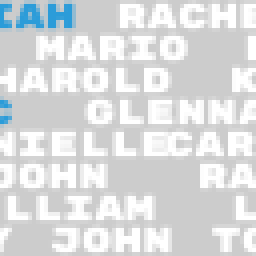 IAH RACHE
MARIO
HAROLD K
C GLENNA
NIELLECAR
JOHN RA
LLIAM L
Y JOHN TO